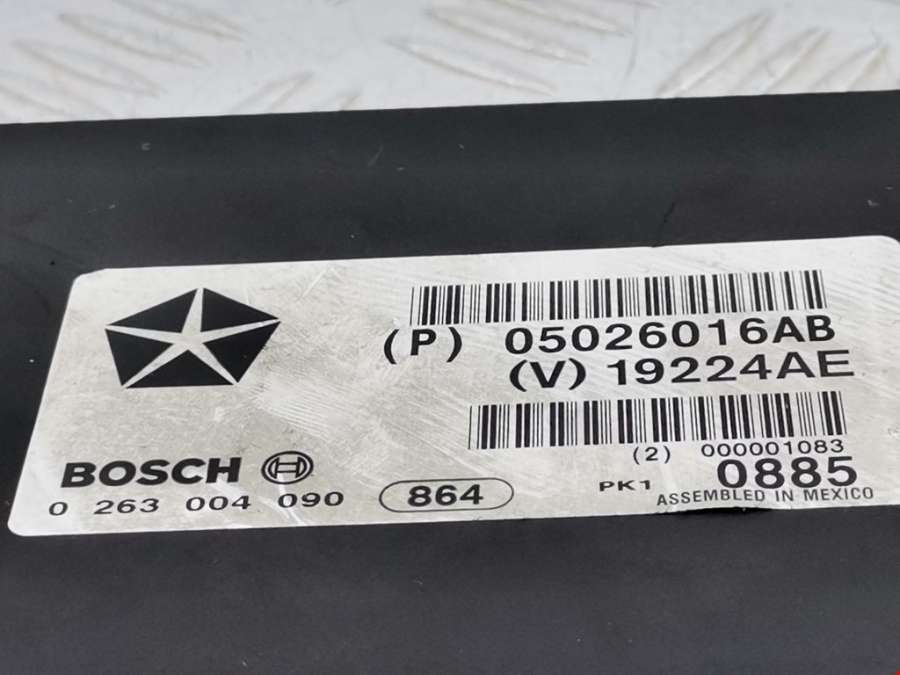 (P) 05026016AB
(V) 19224AE
(2) 000001083
BOSCH
0 263 004 090 864
PK1 0885
ASSEMBLED IN MEXICO